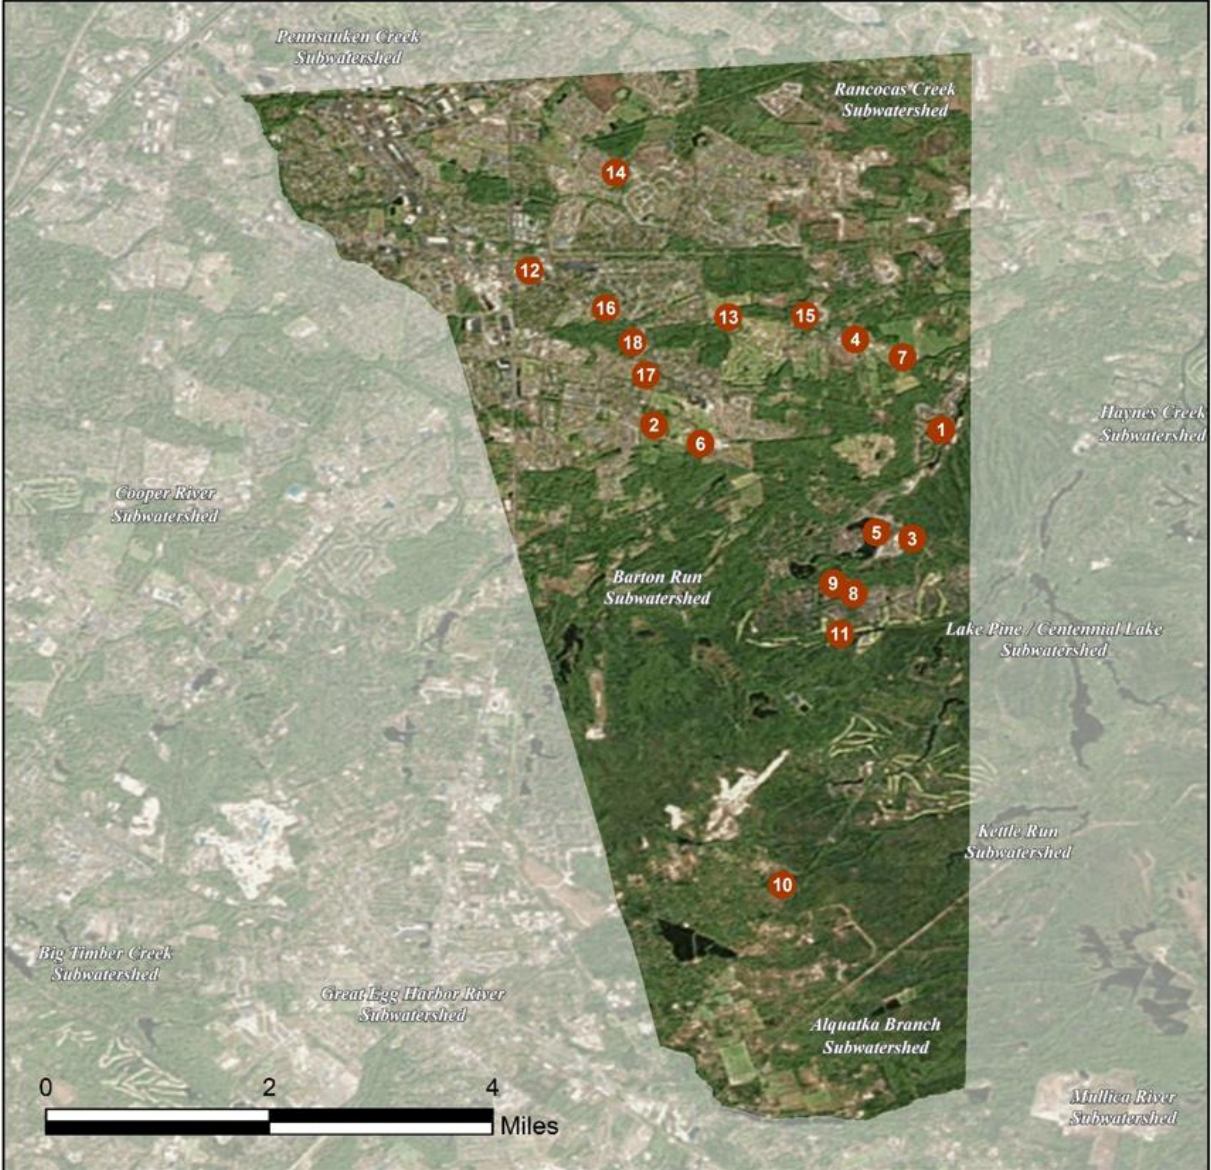 Pennsauken Creek
Subwatershed
Rancocas Creek
Subwatershed
14
12
16
13
15
18
4
7
17
2
6
1
Haynes Creek
Subwatershed
Cooper River
Subwatershed
5
3
Barton Run
Subwatershed
9
8
11
Lake Pine / Centennial Lake
Subwatershed
Kettle Run
Subwatershed
10
Big Timber Creek
Subwatershed
Great Egg Harbor River
Subwatershed
Alquatka Branch
Subwatershed
Mullica River
Subwatershed
0 2 4
Miles